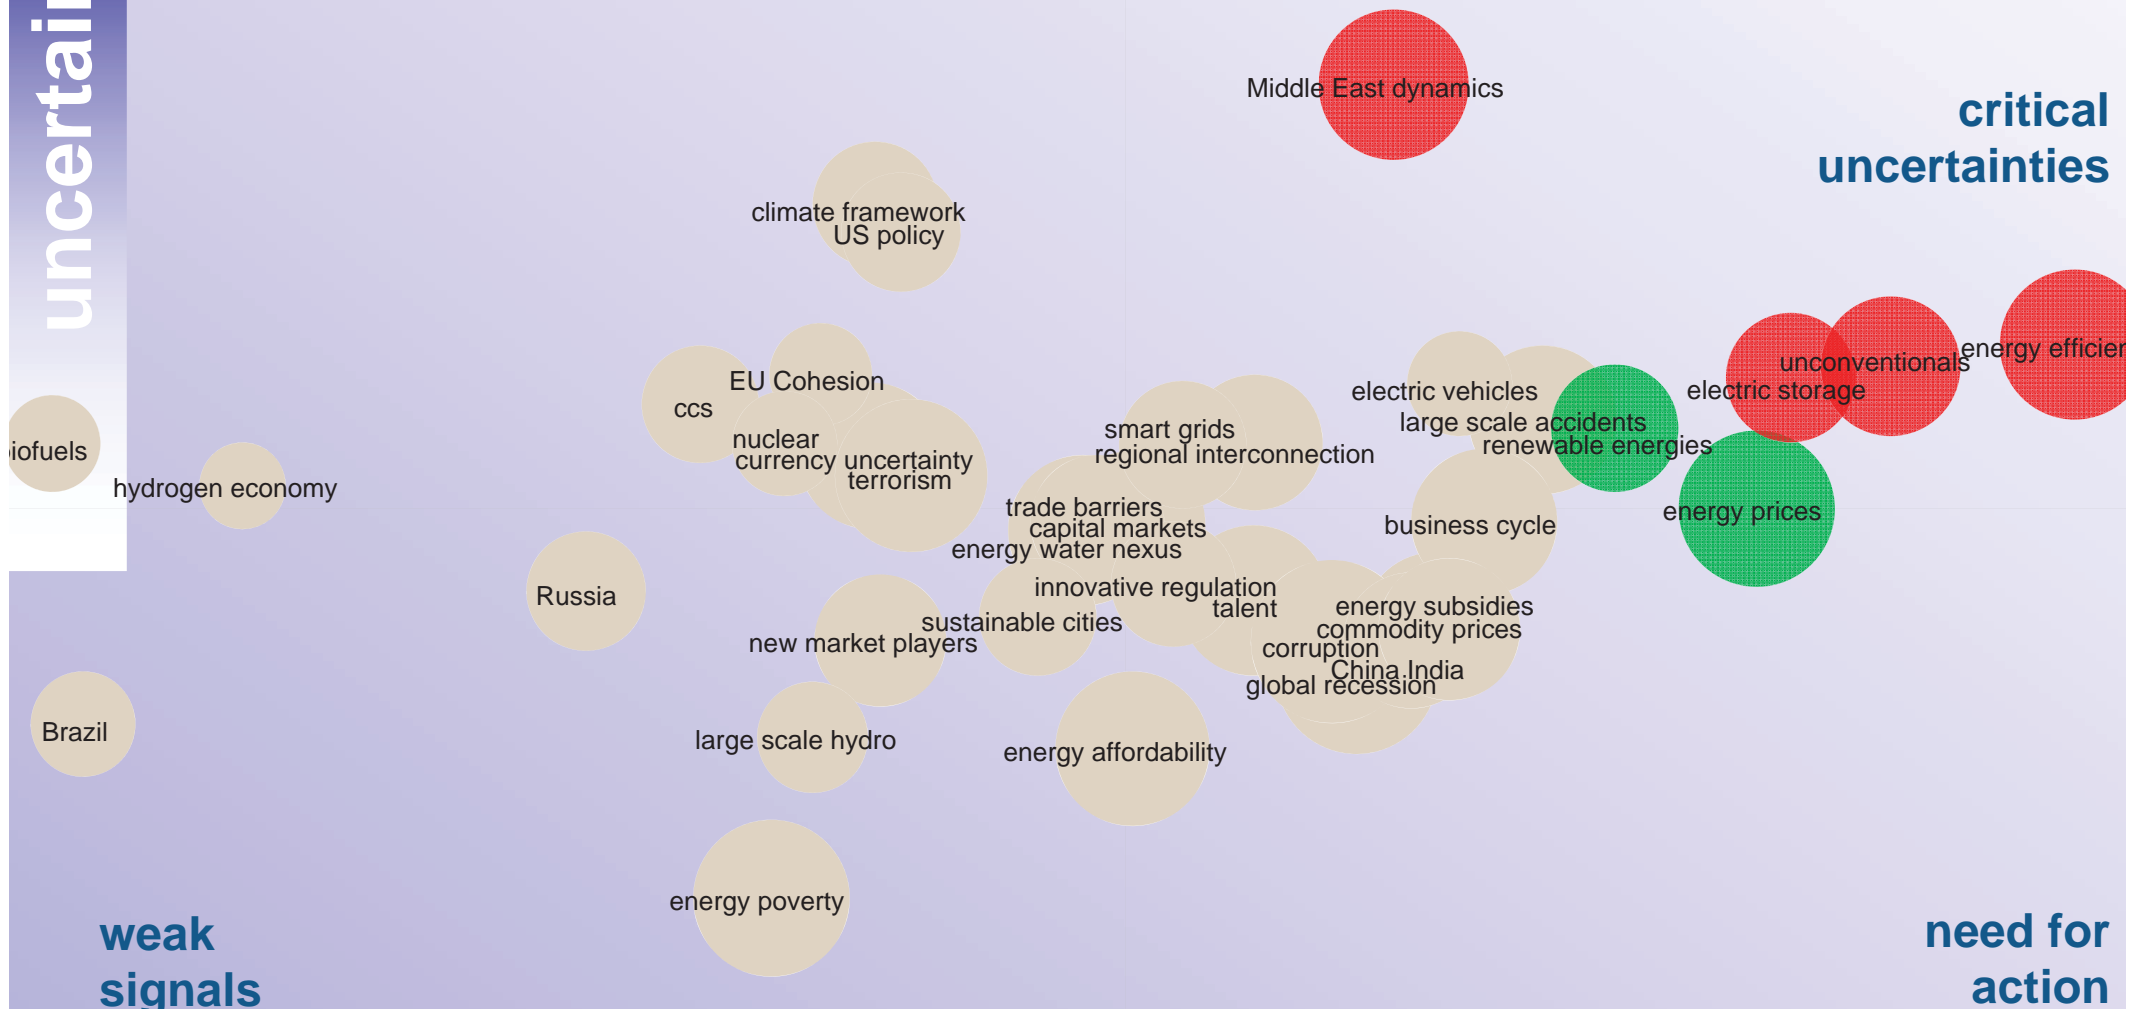 uncertai
Middle East dynamics
critical
uncertainties
climate framework
US policy
energy efficien
unconventionals
electric storage
EU Cohesion
electric vehicles
ccs
large scale accidents
renewable energies
nuclear
currency uncertainty
terrorism
smart grids
regional interconnection
iofuels
hydrogen economy
trade barriers
capital markets
energy water nexus
business cycle
energy prices
innovative regulation
talent
Russia
energy subsidies
commodity prices
sustainable cities
new market players
corruption
China India
global recession
Brazil
large scale hydro
energy affordability
energy poverty
weak
signals
need for
action